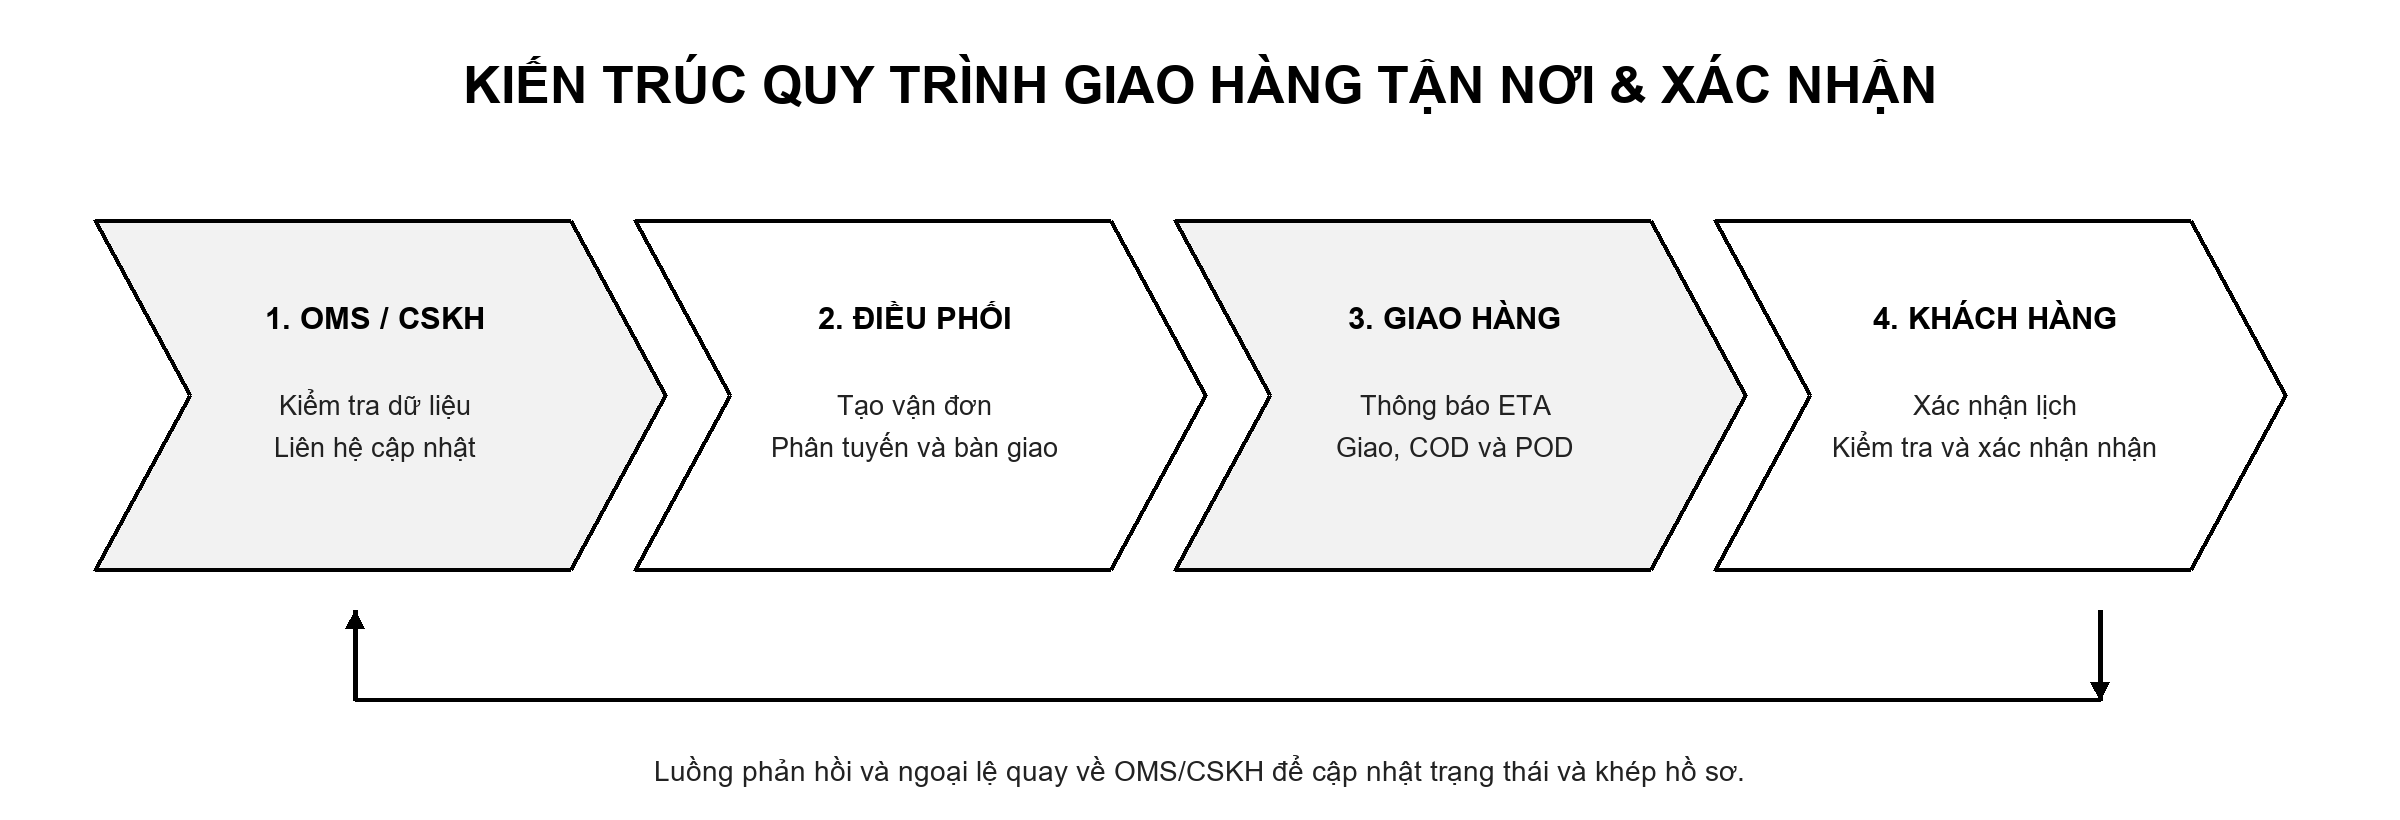 KIẾN TRÚC QUY TRÌNH GIAO HÀNG TẬN NƠI & XÁC NHẬN
1. OMS / CSKH
Kiểm tra dữ liệu
Liên hệ cập nhật
2. ĐIỀU PHỐI
Tạo vận đơn
Phân tuyến và bàn giao
3. GIAO HÀNG
Thông báo ETA
Giao, COD và POD
4. KHÁCH HÀNG
Xác nhận lịch
Kiểm tra và xác nhận nhận
Luồng phản hồi và ngoại lệ quay về OMS/CSKH để cập nhật trạng thái và khép hồ sơ.